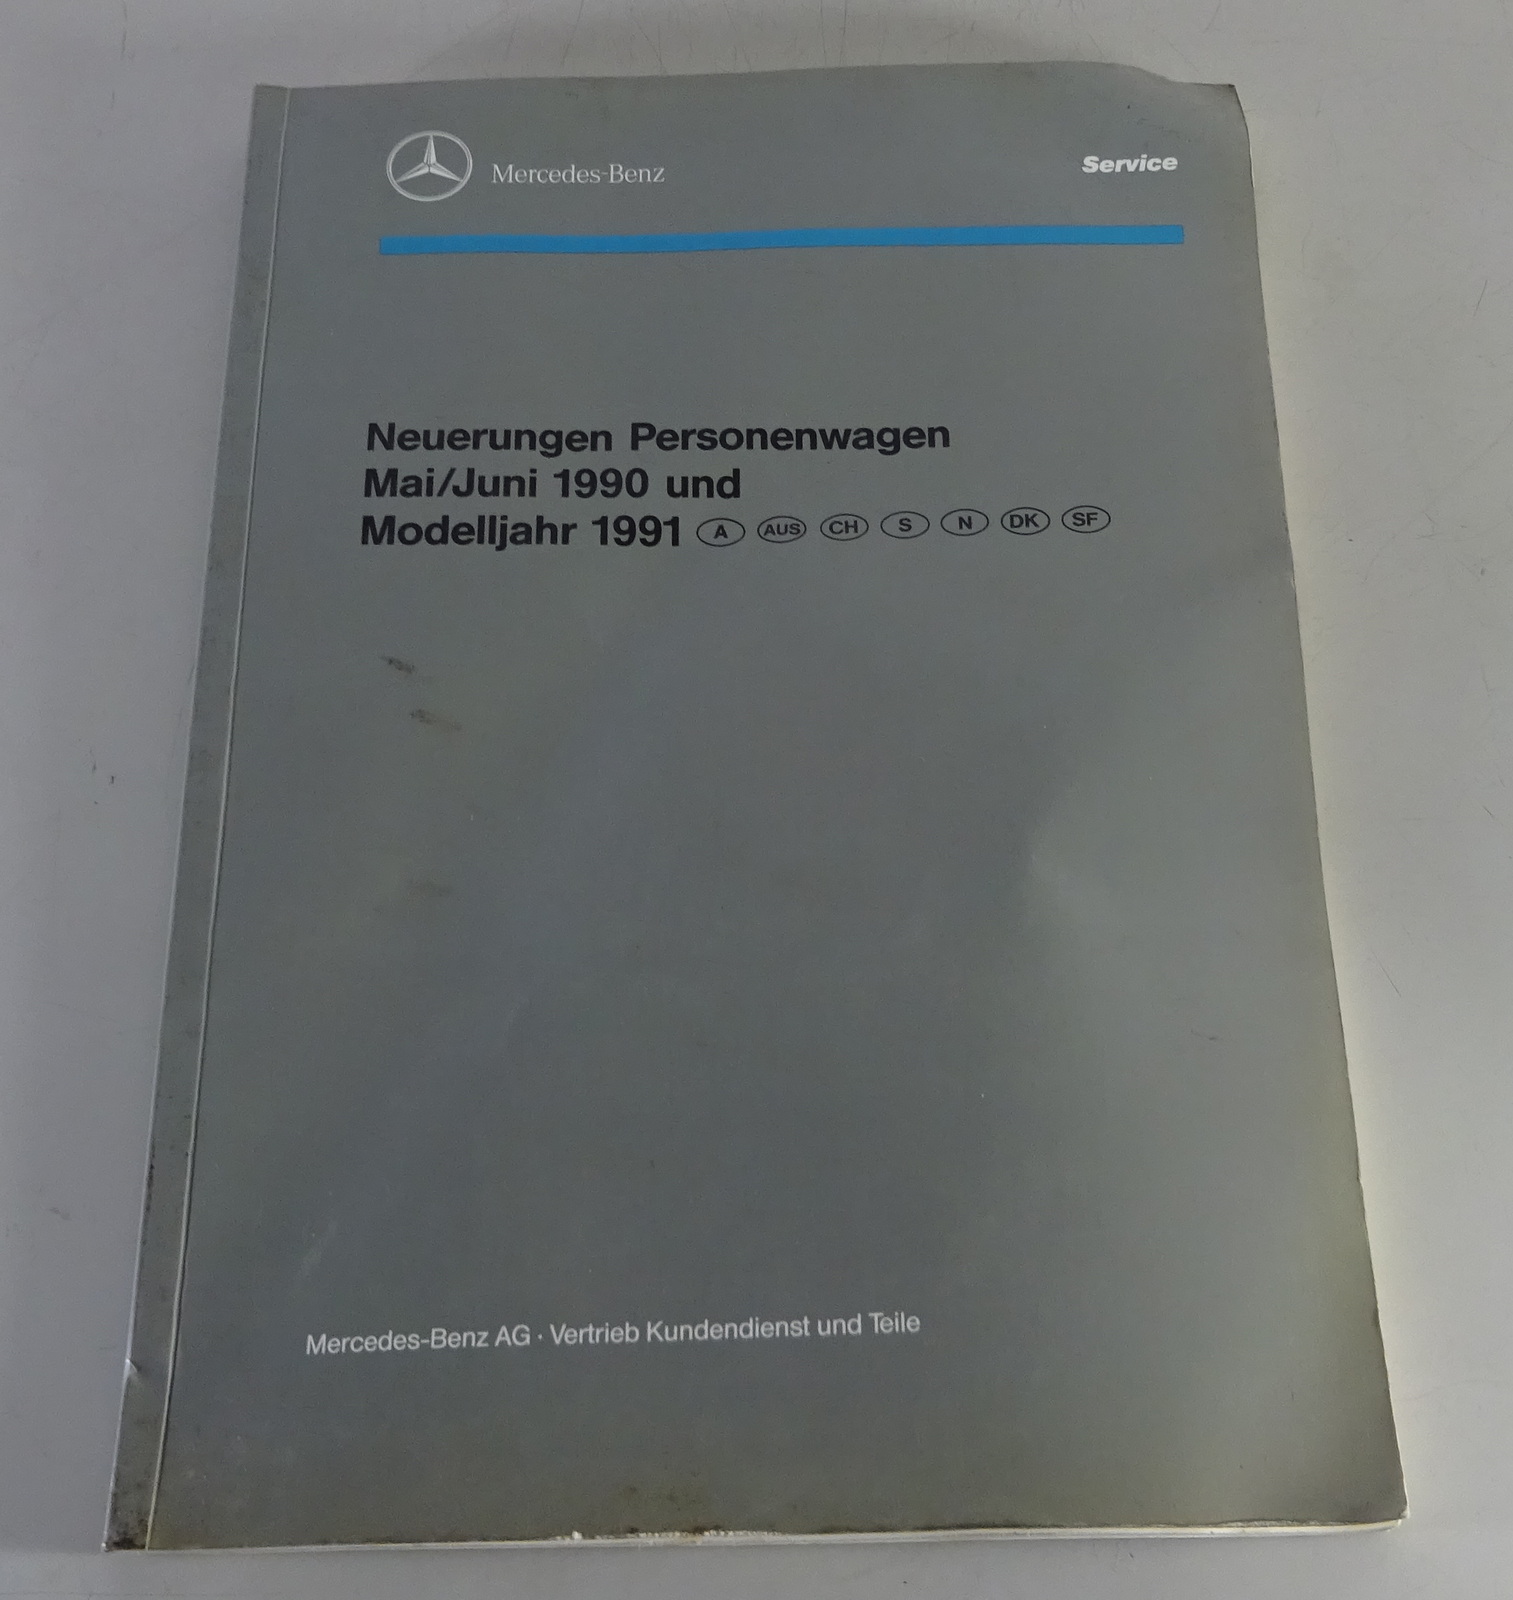 Mercedes-Benz
Service
Neuerungen Personenwagen
Mai/Juni 1990 und
Modelljahr 1991 A AUS CH S N DK SF
Mercedes-Benz AG · Vertrieb Kundendienst und Teile